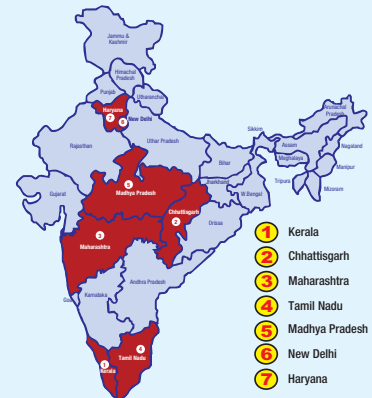 Jammu &
Kashmir
Himachal
Pradesh
Punjab
Utharanchal
Haryana
7
6
New Delhi
Rajasthan
Uthar Pradesh
Sikkim
Arunachal
Pradesh
Assam
Nagaland
Meghalaya
Manipur
Bihar
Tripura
Mizoram
Jharkhand
W.Bengal
Gujarat
5
Madhya Pradesh
Chhattisgarh
2
Orissa
3
Maharashtra
Andhra Pradesh
Goa
Karnadaka
4
Tamil Nadu
1
Kerala
1 Kerala
2 Chhattisgarh
3 Maharashtra
4 Tamil Nadu
5 Madhya Pradesh
6 New Delhi
7 Haryana